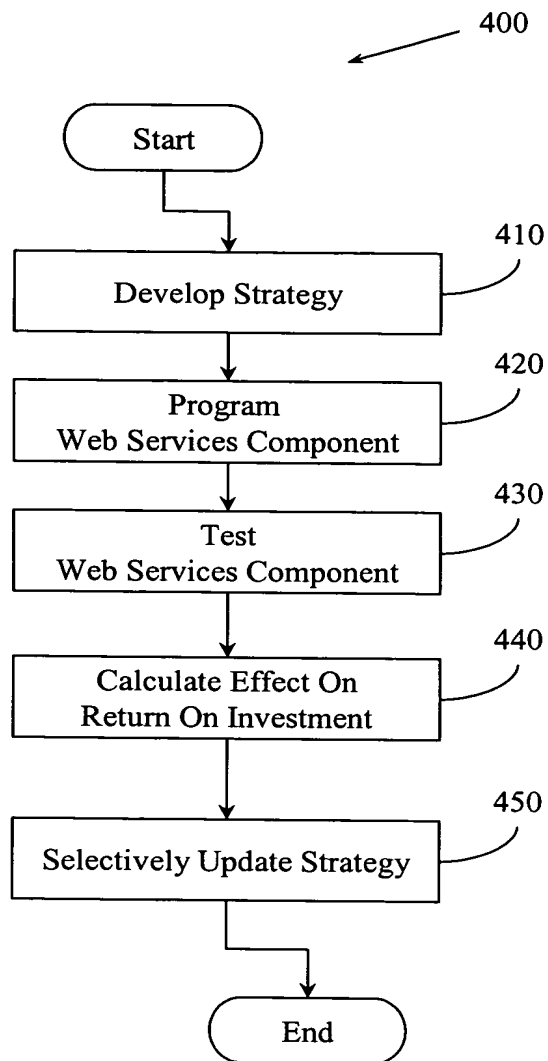 400
Start
410
Develop Strategy
420
Program
Web Services Component
430
Test
Web Services Component
440
Calculate Effect On
Return On Investment
450
Selectively Update Strategy
End